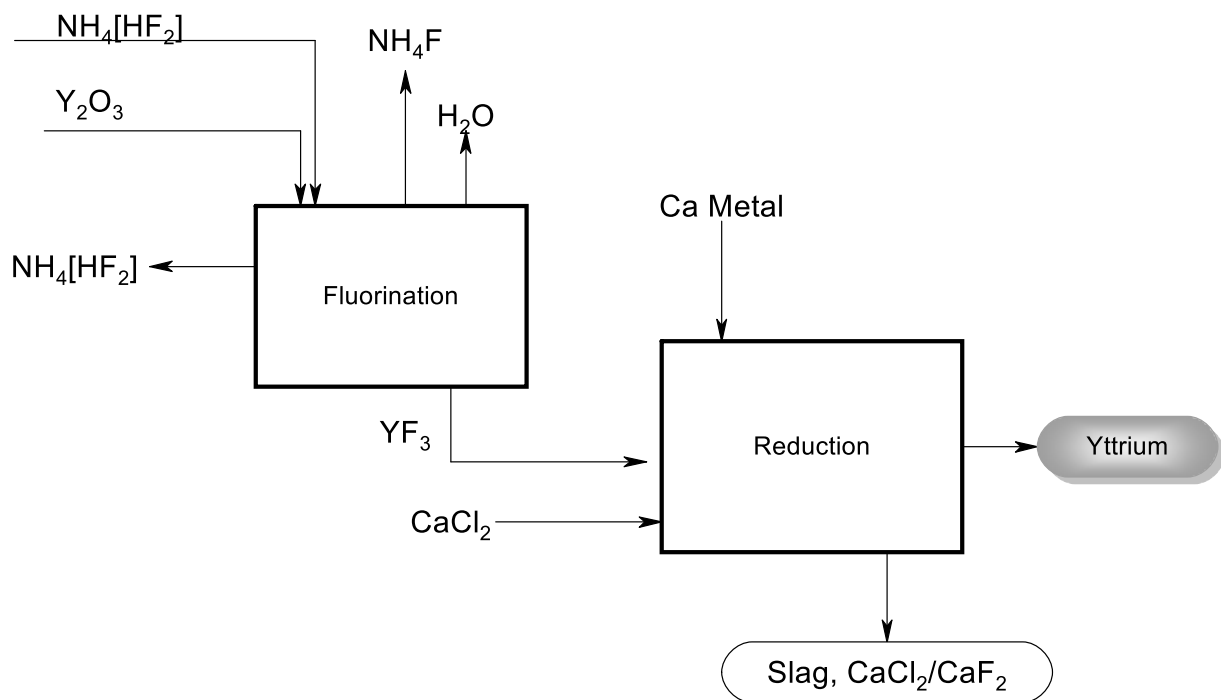 NH₄[HF₂]
NH₄F
Y₂O₃
H₂O
Ca Metal
NH₄[HF₂]
Fluorination
YF₃
Reduction
Yttrium
CaCl₂
Slag, CaCl₂/CaF₂